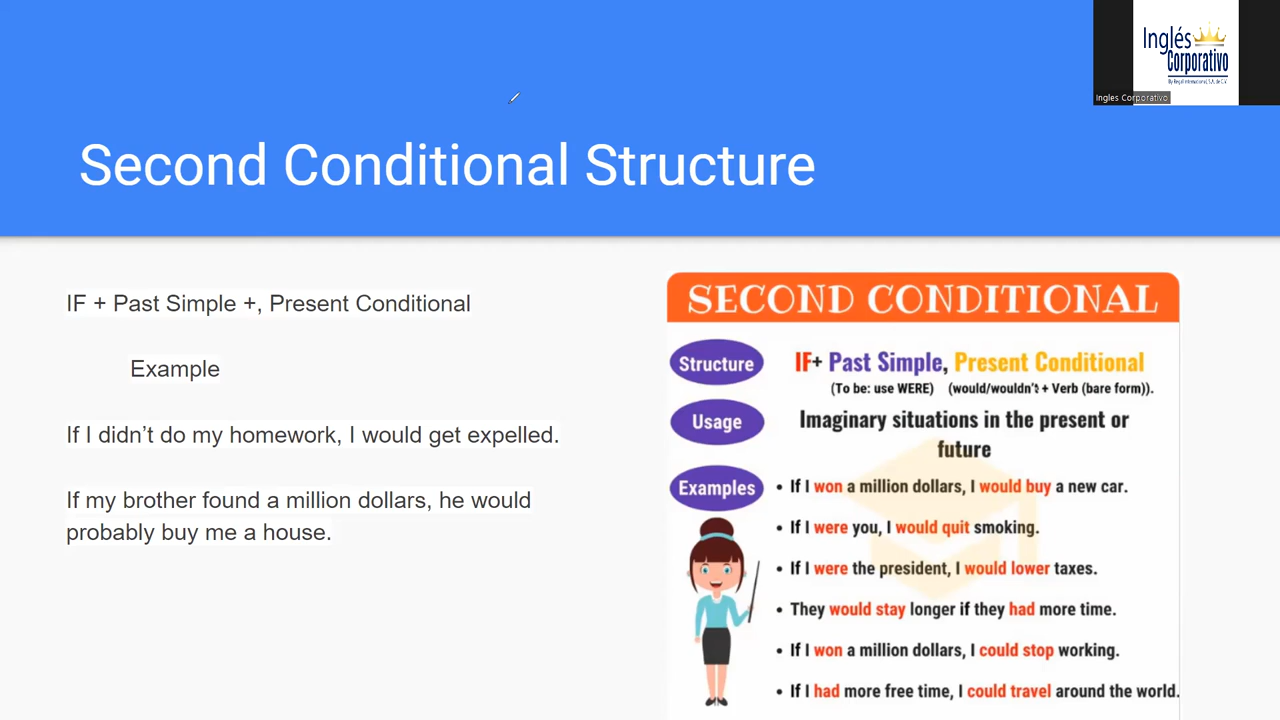 Inglés
Corporativo
By Regal International, S.A. de C.V.
Ingles Corporativo
Second Conditional Structure
IF + Past Simple +, Present Conditional
Example
If I didn’t do my homework, I would get expelled.
If my brother found a million dollars, he would
probably buy me a house.
SECOND CONDITIONAL
Structure
IF+ Past Simple, Present Conditional
(To be: use WERE) (would/wouldn't + Verb (bare form)).
Usage
Imaginary situations in the present or
future
Examples
• If I won a million dollars, I would buy a new car.
• If I were you, I would quit smoking.
• If I were the president, I would lower taxes.
• They would stay longer if they had more time.
• If I won a million dollars, I could stop working.
• If I had more free time, I could travel around the world.